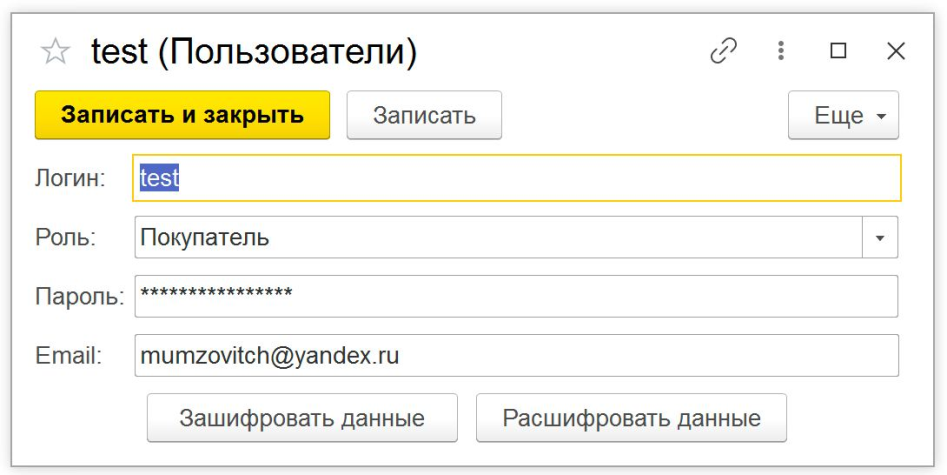 test (Пользователи)
Записать и закрыть Записать Еще
Логин: test
Роль: Покупатель
Пароль: ****************
Email: mumzovitch@yandex.ru
Зашифровать данные Расшифровать данные